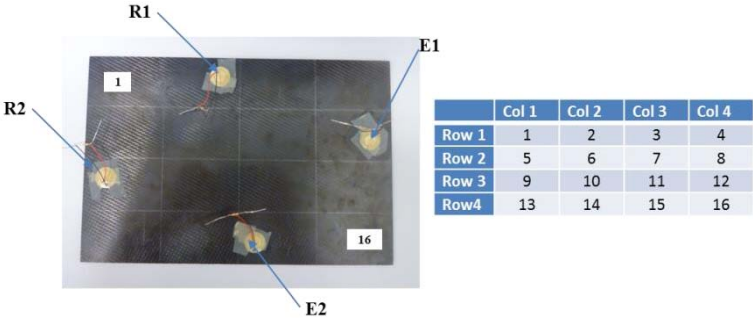 R1
E1
R2
1
16
E2
Col 1 Col 2 Col 3 Col 4
Row 1 1 2 3 4
Row 2 5 6 7 8
Row 3 9 10 11 12
Row4 13 14 15 16